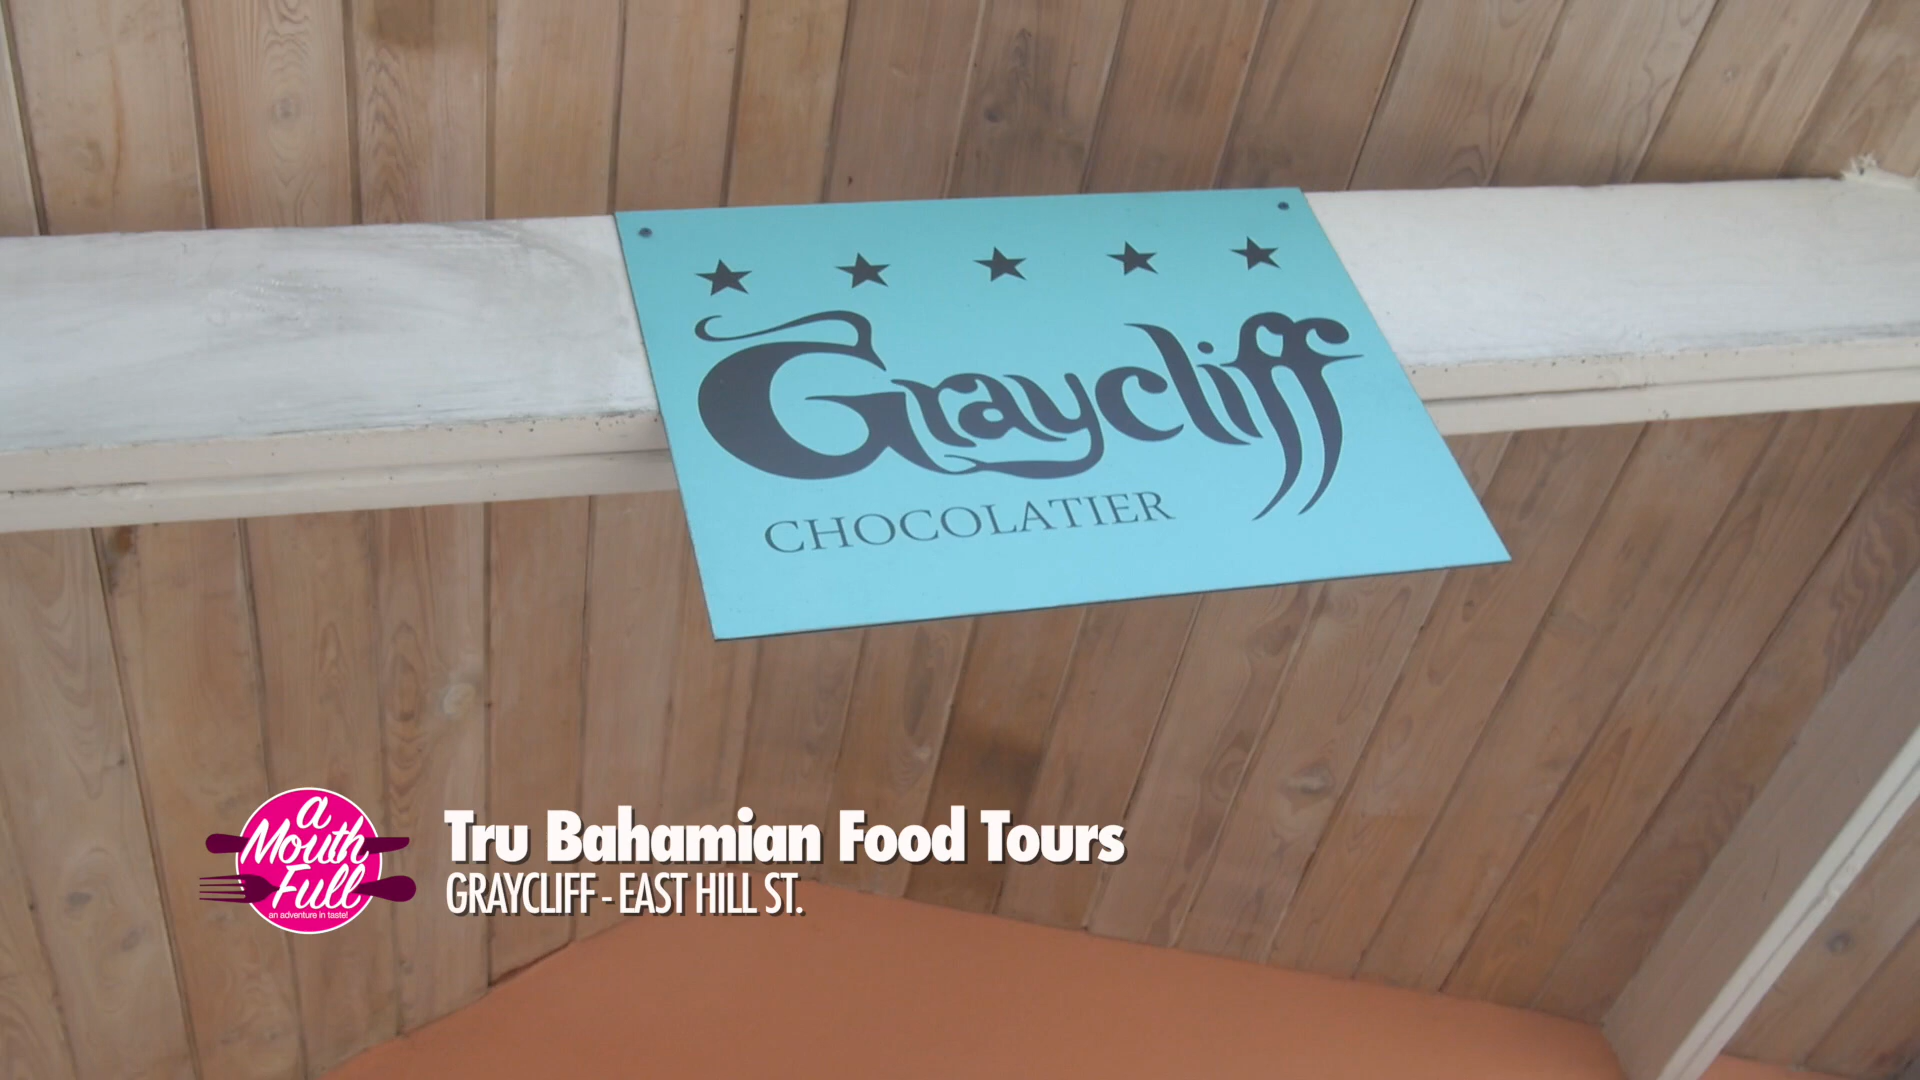 Graycliff
CHOCOLATIER
a
Mouth
Full
an adventure in taste!
Tru Bahamian Food Tours
GRAYCLIFF - EAST HILL ST.